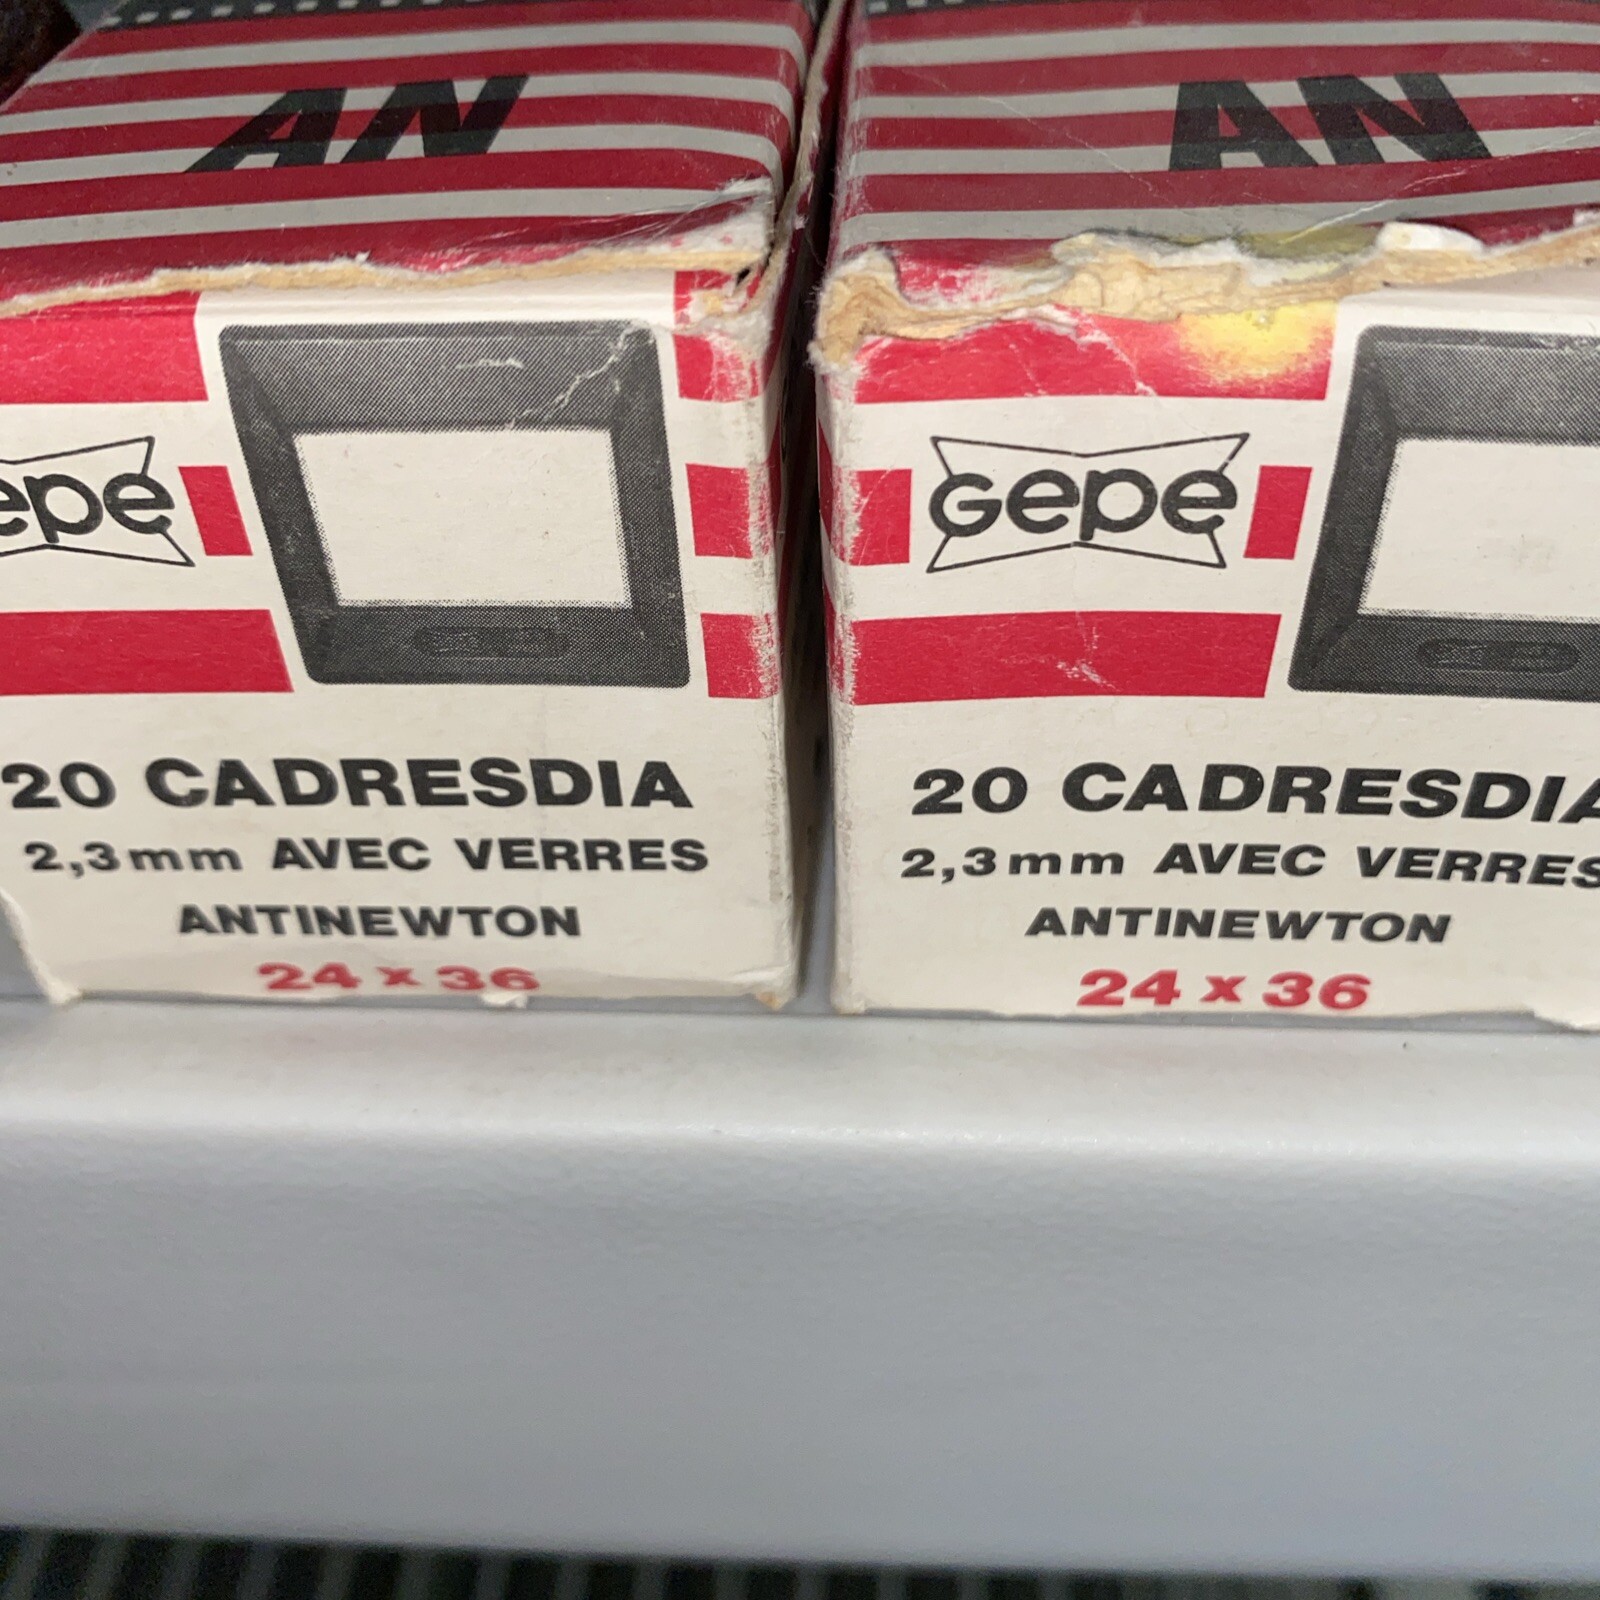 AN
epe
20 CADRESDIA
2,3mm AVEC VERRES
ANTINEWTON
24 x 36
AN
Gepe
20 CADRESDIA
2,3mm AVEC VERRES
ANTINEWTON
24 x 36